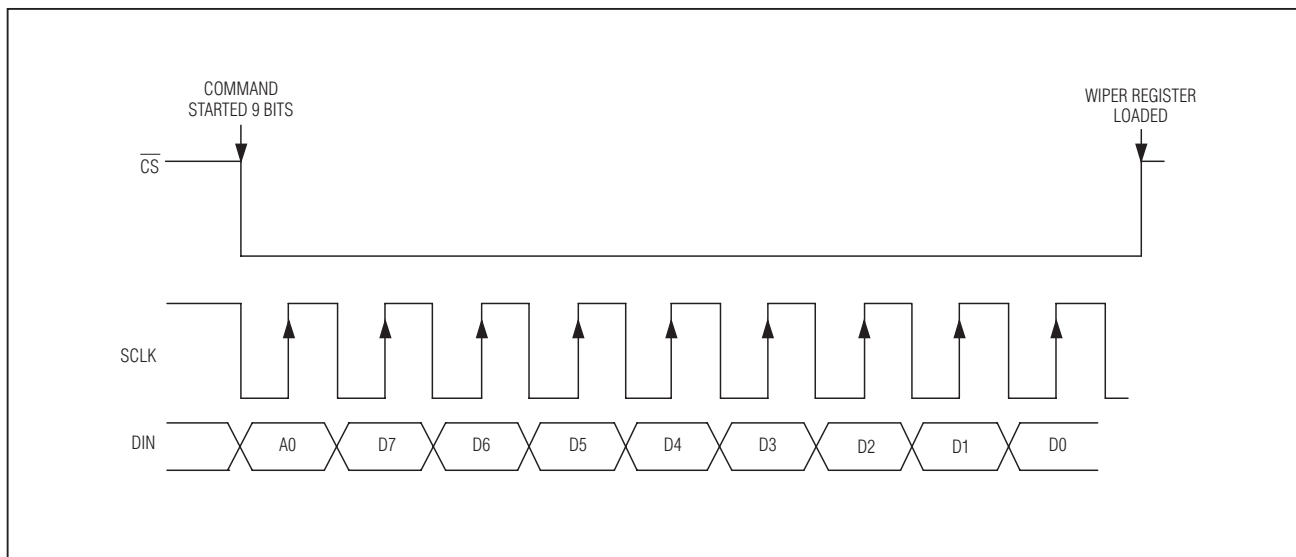 COMMAND
STARTED 9 BITS
WIPER REGISTER
LOADED
CS
SCLK
DIN
A0
D7
D6
D5
D4
D3
D2
D1
D0